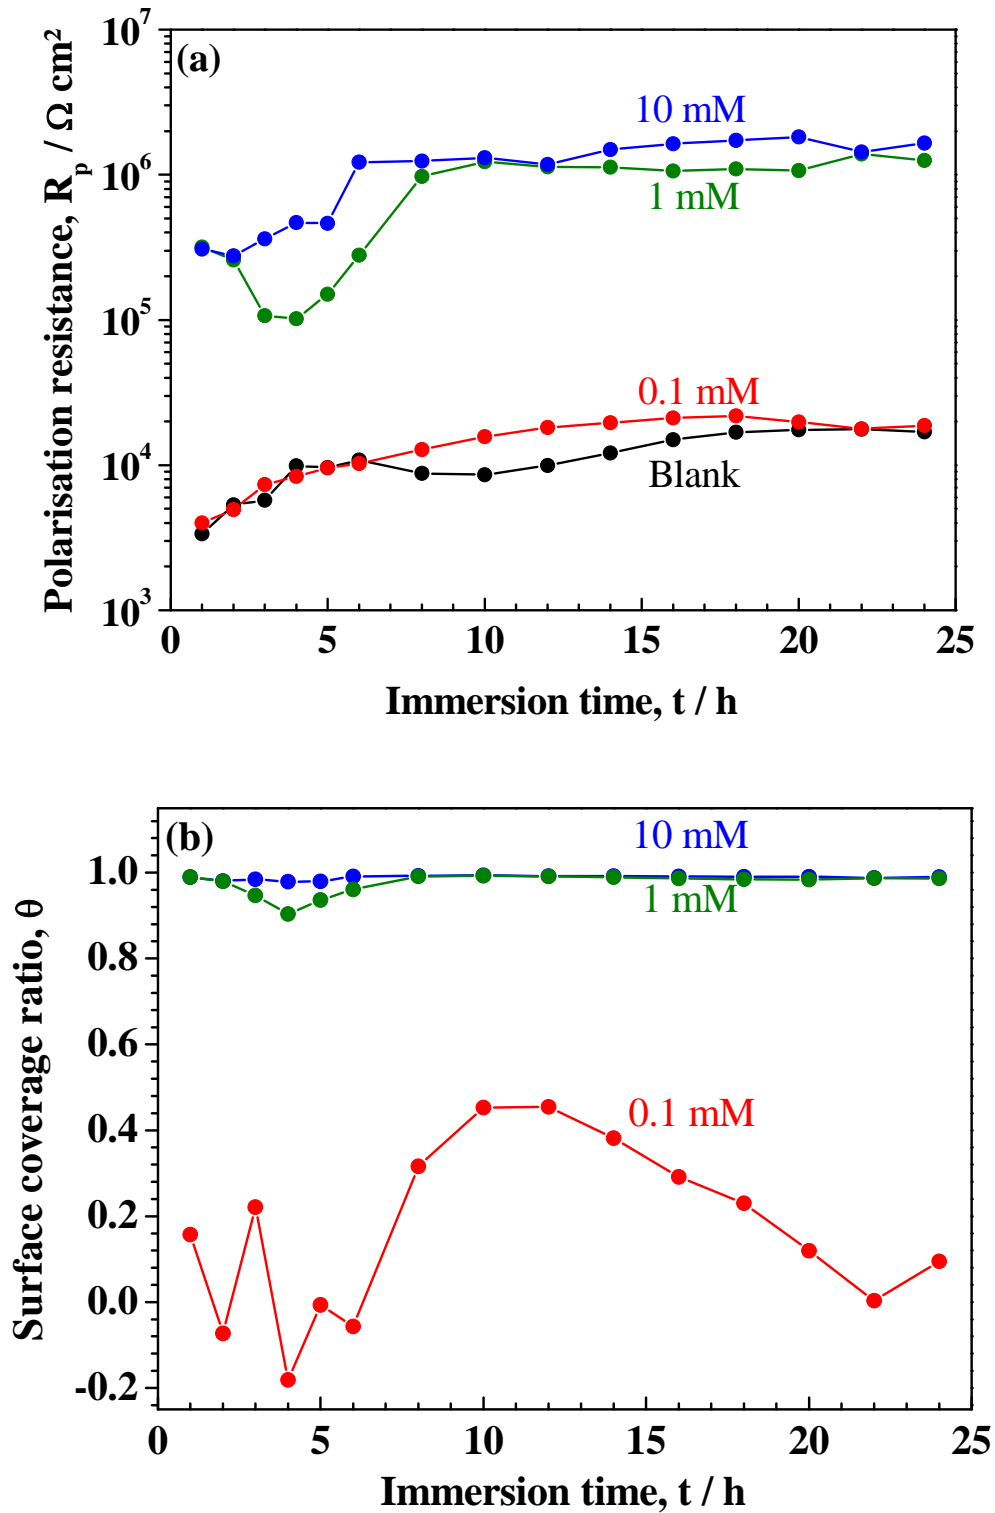 (a)
10⁷
10⁶
10⁵
10⁴
10³
Polarisation resistance, Rₚ / Ω cm²
10 mM
1 mM
0.1 mM
Blank
0 5 10 15 20 25
Immersion time, t / h
(b)
1.0
0.8
0.6
0.4
0.2
0.0
-0.2
Surface coverage ratio, θ
10 mM
1 mM
0.1 mM
0 5 10 15 20 25
Immersion time, t / h